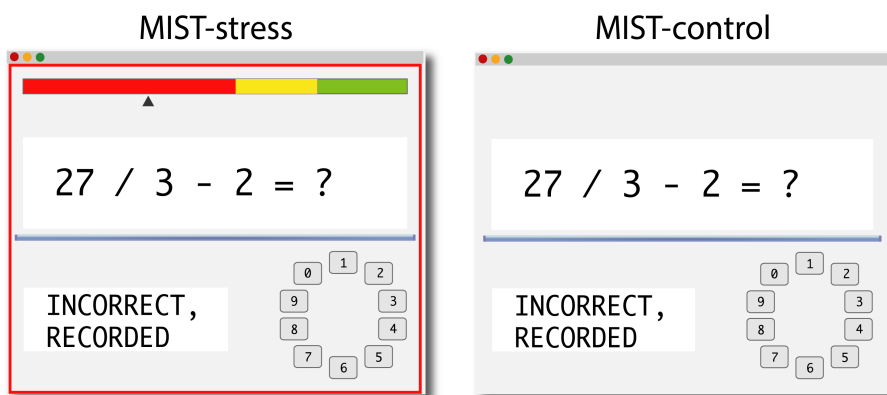 MIST-stress
27 / 3 - 2 = ?
INCORRECT,
RECORDED
0
1
2
9
3
8
4
7
6
5
MIST-control
27 / 3 - 2 = ?
INCORRECT,
RECORDED
0
1
2
9
3
8
4
7
6
5